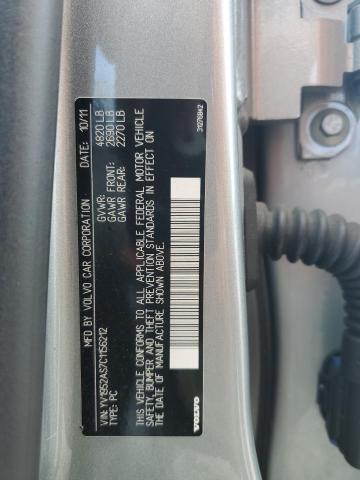 MFD BY VOLVO CAR CORPORATION DATE: 10/11
GVWR: 4820 LB
GAWR FRONT: 2690 LB
GAWR REAR: 2270 LB
THIS VEHICLE CONFORMS TO ALL APPLICABLE FEDERAL MOTOR VEHICLE
SAFETY, BUMPER AND THEFT PREVENTION STANDARDS IN EFFECT ON
THE DATE OF MANUFACTURE SHOWN ABOVE.
VIN: YV1952AS7C1156212
TYPE: PC
VOLVO